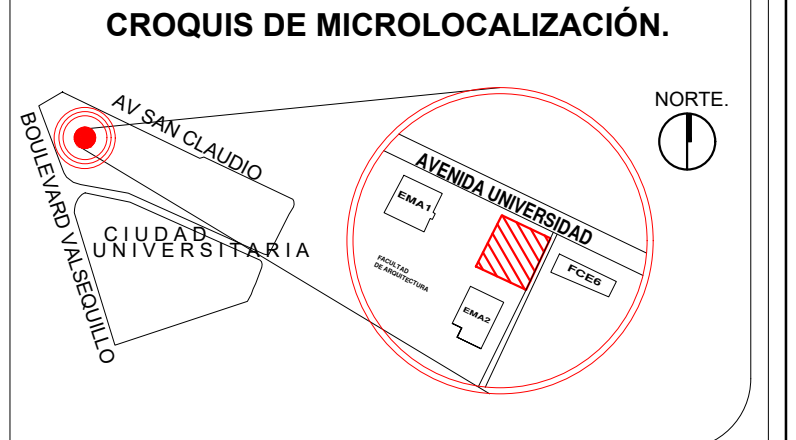 CROQUIS DE MICROLOCALIZACIÓN.
NORTE.
AV SAN CLAUDIO
BOULEVARD VALSEQUILLO
CIUDAD
UNIVERSITARIA
AVENIDA UNIVERSIDAD
EMA1
FACULTAD
DE ARQUITECTURA
EMA2
FCE6